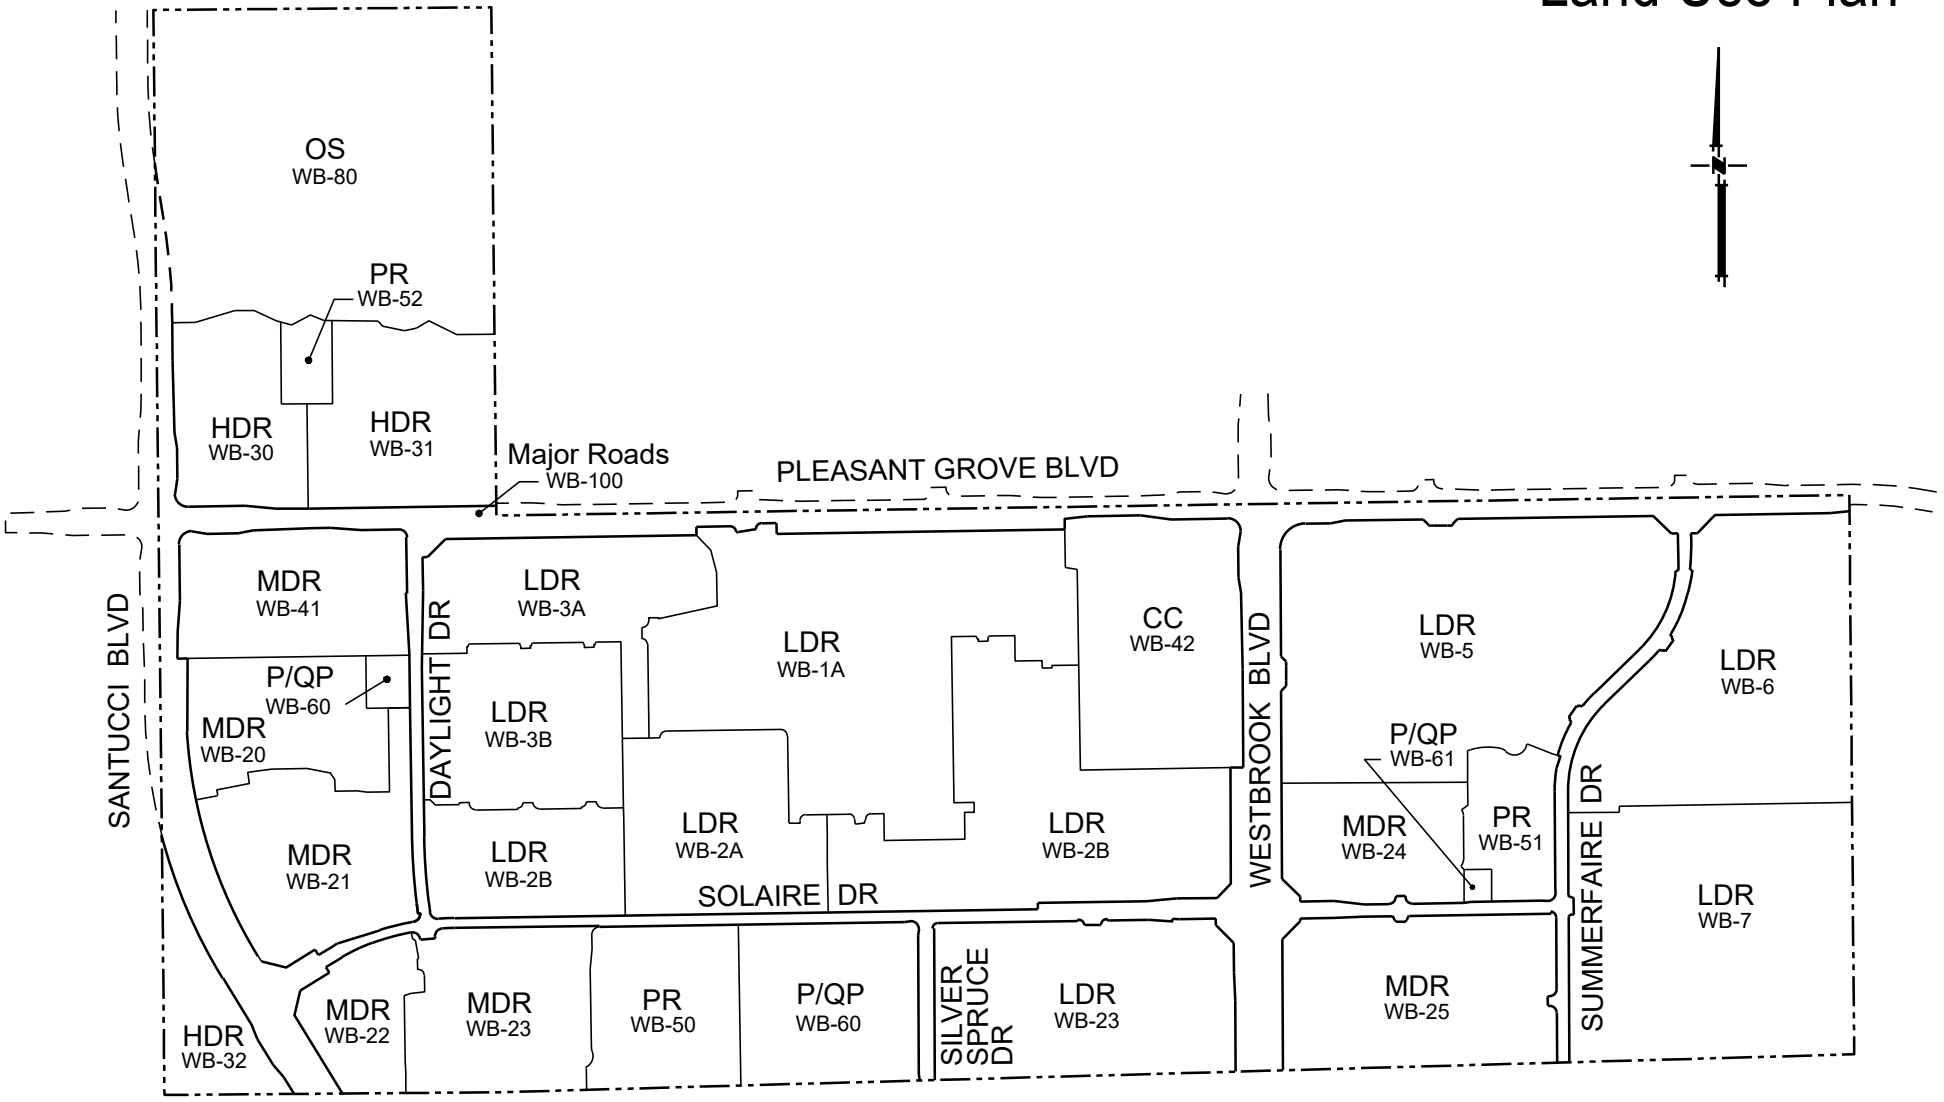 Land Use Plan
N
OS
WB-80
PR
WB-52
HDR
WB-30
HDR
WB-31
Major Roads
WB-100
PLEASANT GROVE BLVD
SANTUCCI BLVD
MDR
WB-41
DAYLIGHT DR
LDR
WB-3A
LDR
WB-1A
CC
WB-42
WESTBROOK BLVD
LDR
WB-5
LDR
WB-6
P/QP
WB-60
MDR
WB-20
LDR
WB-3B
P/QP
WB-61
MDR
WB-21
LDR
WB-2B
LDR
WB-2A
LDR
WB-2B
MDR
WB-24
PR
WB-51
SUMMERFAIRE DR
SOLAIRE DR
LDR
WB-7
HDR
WB-32
MDR
WB-22
MDR
WB-23
PR
WB-50
P/QP
WB-60
SILVER
SPRUCE
DR
LDR
WB-23
MDR
WB-25